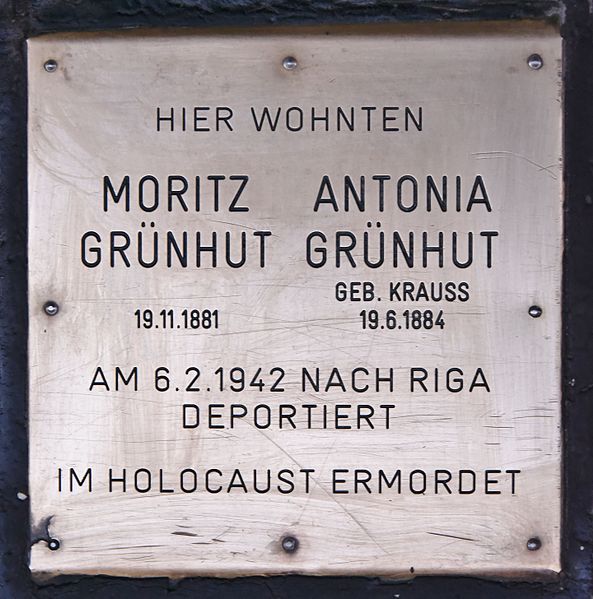 HIER WOHNTEN
MORITZ ANTONIA
GRÜNHUT GRÜNHUT
GEB. KRAUSS
19.11.1881 19.6.1884
AM 6.2.1942 NACH RIGA
DEPORTIERT
IM HOLOCAUST ERMORDET